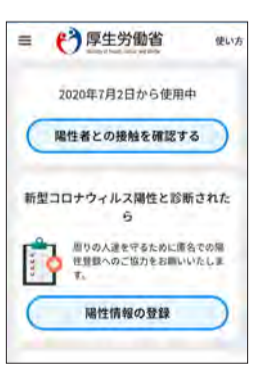 厚生労働省
使い方
2020年7月2日から使用中
陽性者との接触を確認する
新型コロナウィルス陽性と診断された
ら
周りの人達を守るために匿名での陽
性登録へのご協力をお願いいたしま
す。
陽性情報の登録